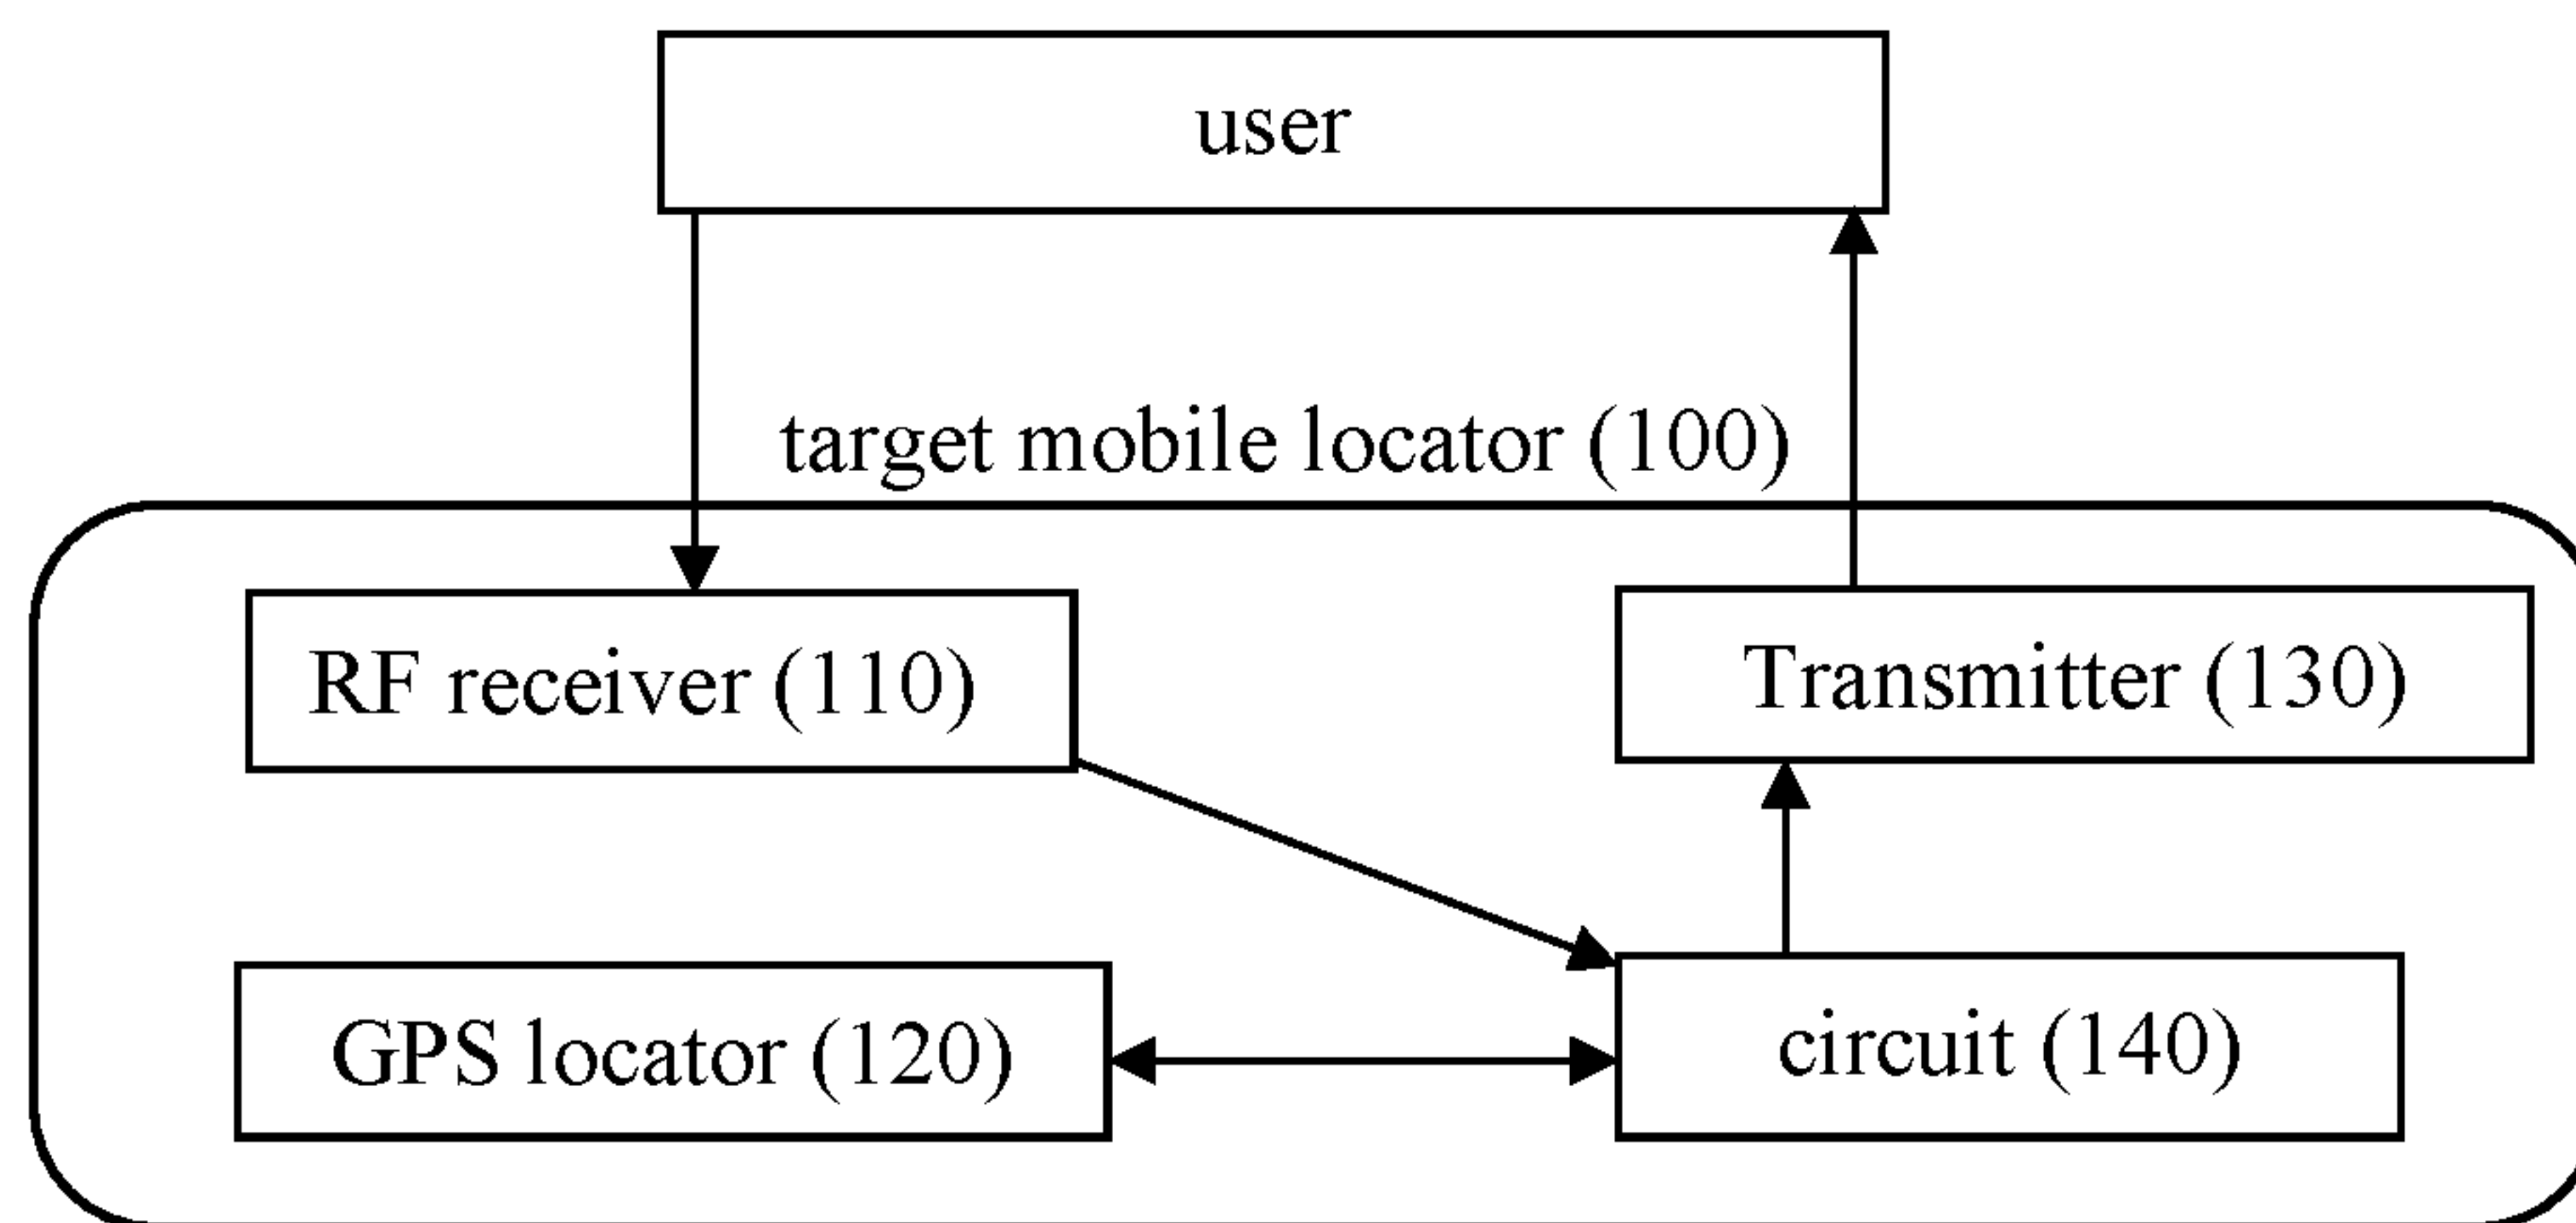 user
target mobile locator (100)
RF receiver (110)
Transmitter (130)
GPS locator (120)
circuit (140)